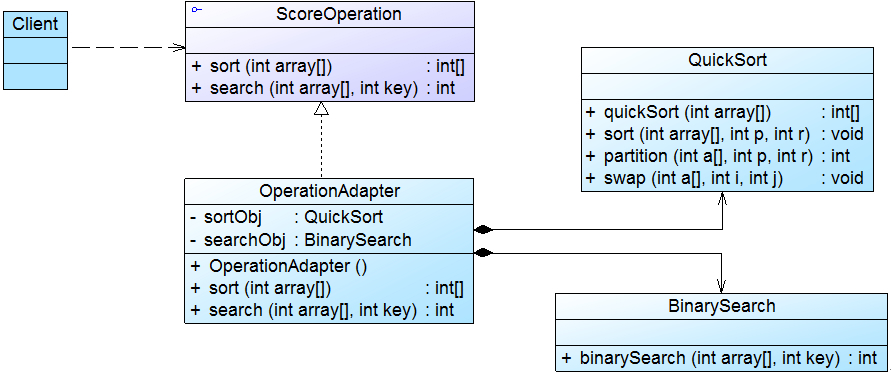 Client
ScoreOperation
+ sort (int array[]) : int[]
+ search (int array[], int key) : int
QuickSort
+ quickSort (int array[]) : int[]
+ sort (int array[], int p, int r) : void
+ partition (int a[], int p, int r) : int
+ swap (int a[], int i, int j) : void
OperationAdapter
- sortObj : QuickSort
- searchObj : BinarySearch
+ OperationAdapter ()
+ sort (int array[]) : int[]
+ search (int array[], int key) : int
BinarySearch
+ binarySearch (int array[], int key) : int